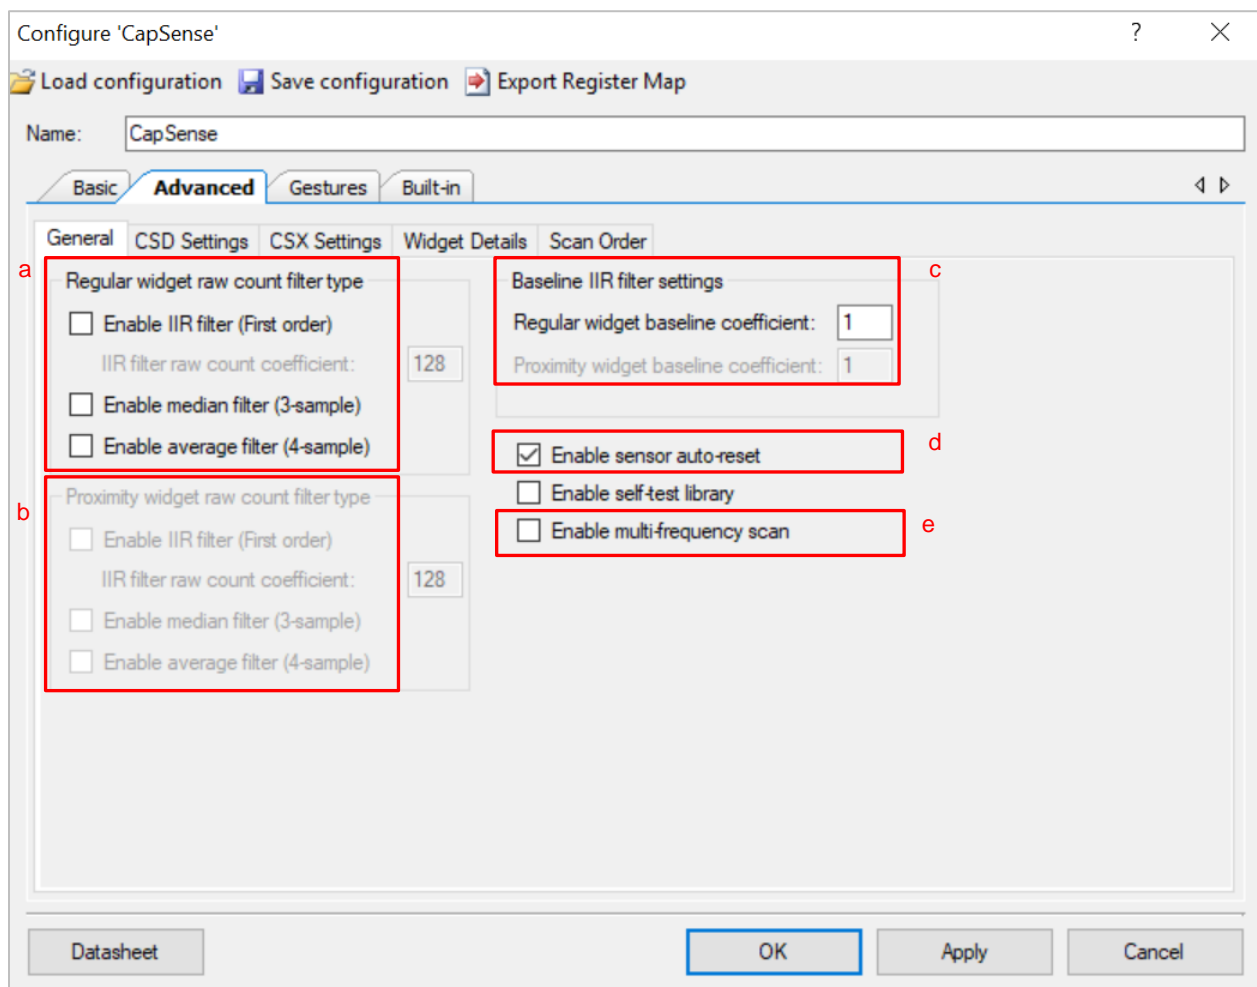 Configure 'CapSense'
?
Load configuration Save configuration Export Register Map
Name: CapSense
Basic Advanced Gestures Built-in
General CSD Settings CSX Settings Widget Details Scan Order
a
Regular widget raw count filter type
Enable IIR filter (First order)
IIR filter raw count coefficient: 128
Enable median filter (3-sample)
Enable average filter (4-sample)
b
Proximity widget raw count filter type
Enable IIR filter (First order)
IIR filter raw count coefficient: 128
Enable median filter (3-sample)
Enable average filter (4-sample)
c
Baseline IIR filter settings
Regular widget baseline coefficient: 1
Proximity widget baseline coefficient: 1
d
Enable sensor auto-reset
Enable self-test library
Enable multi-frequency scan
e
Datasheet OK Apply Cancel